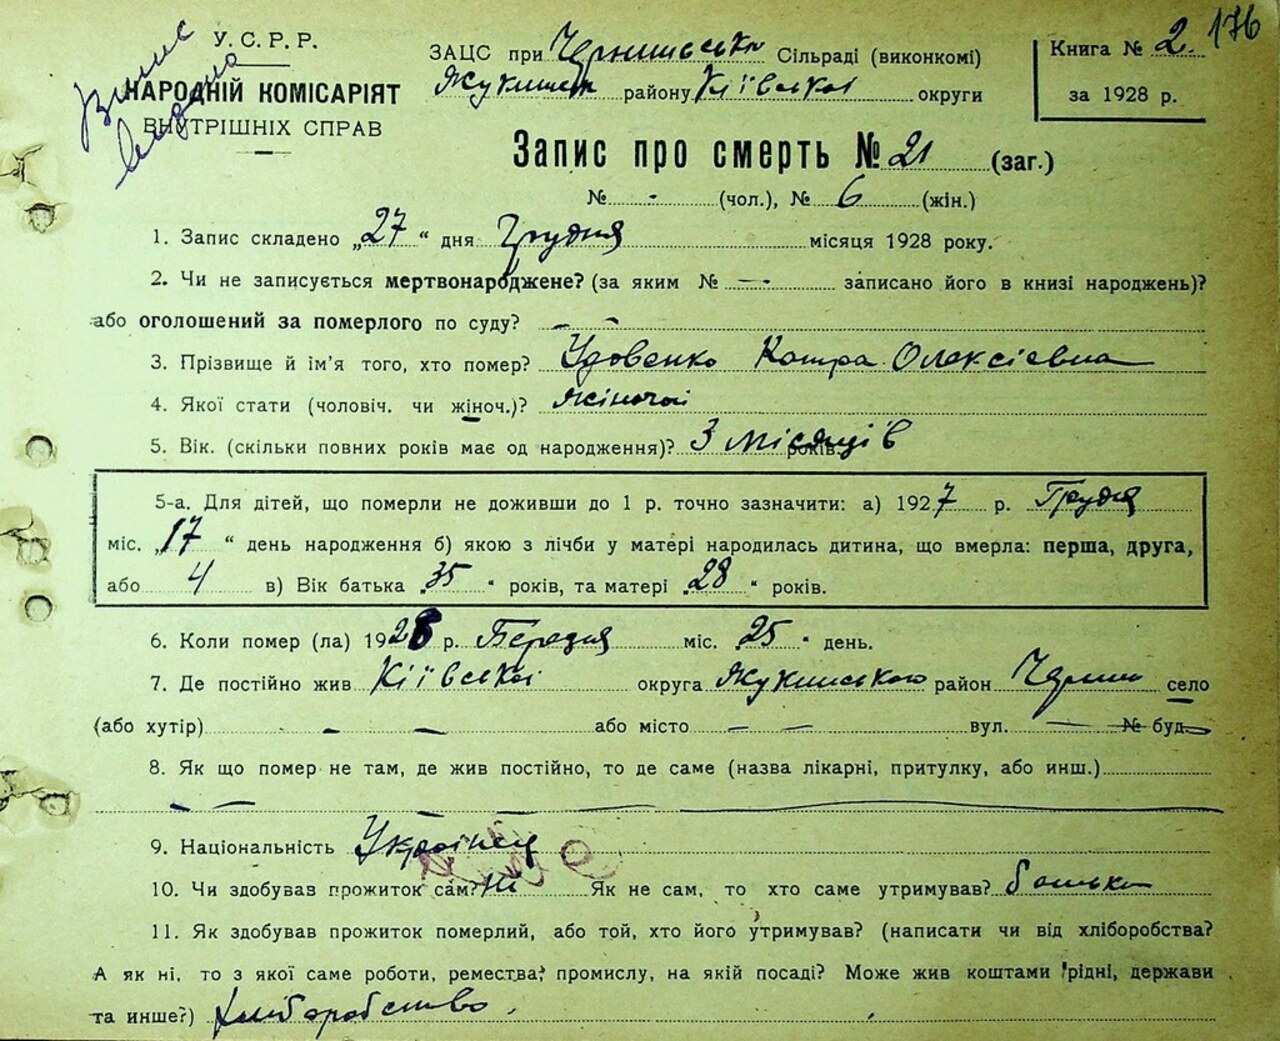 176
Випис видана
У. С. Р. Р.
НАРОДНІЙ КОМІСАРІЯТ
ВНУТРІШНІХ СПРАВ
ЗАЦС при Сільраді (виконкомі)
району Київської округи
Книга № 2.
за 1928 р.
Запис про смерть № 21 (заг.)
№ - (чол.), № 6 (жін.)
1. Запис складено „27“ дня Грудня місяця 1928 року.
2. Чи не записується мертвонароджене? (за яким № — - записано його в книзі народжень)?
або оголошений за померлого по суду? — —
3. Прізвище й ім'я того, хто помер? Удовенко Катря Олексіевна
4. Якої стати (чоловіч. чи жіноч.)? жіночої
5. Вік. (скільки повних років має од народження)? 3 місяців років.
5-а. Для дітей, що померли не доживши до 1 р. точно зазначити: а) 1927 р. Грудня
міс. „17“ день народження б) якою з лічби у матері народилась дитина, що вмерла: перша, друга,
або 4 в) Вік батька „35“ років, та матері „28“ років.
6. Коли помер (ла) 1928 р. Березня міс. 25 день.
7. Де постійно жив Київської округа район село
(або хутір) — — або місто — — вул. — № буд.
8. Як що помер не там, де жив постійно, то де саме (назва лікарні, притулку, або инш.)
— —
9. Національність Українец
10. Чи здобував прожиток сам? Ні Як не сам, то хто саме утримував? батько
11. Як здобував прожиток померлий, або той, хто його утримував? (написати чи від хліборобства?
А як ні, то з якої саме роботи, ремества, промислу, на якій посаді? Може жив коштами рідні, держави
та инше?) хліборобство.